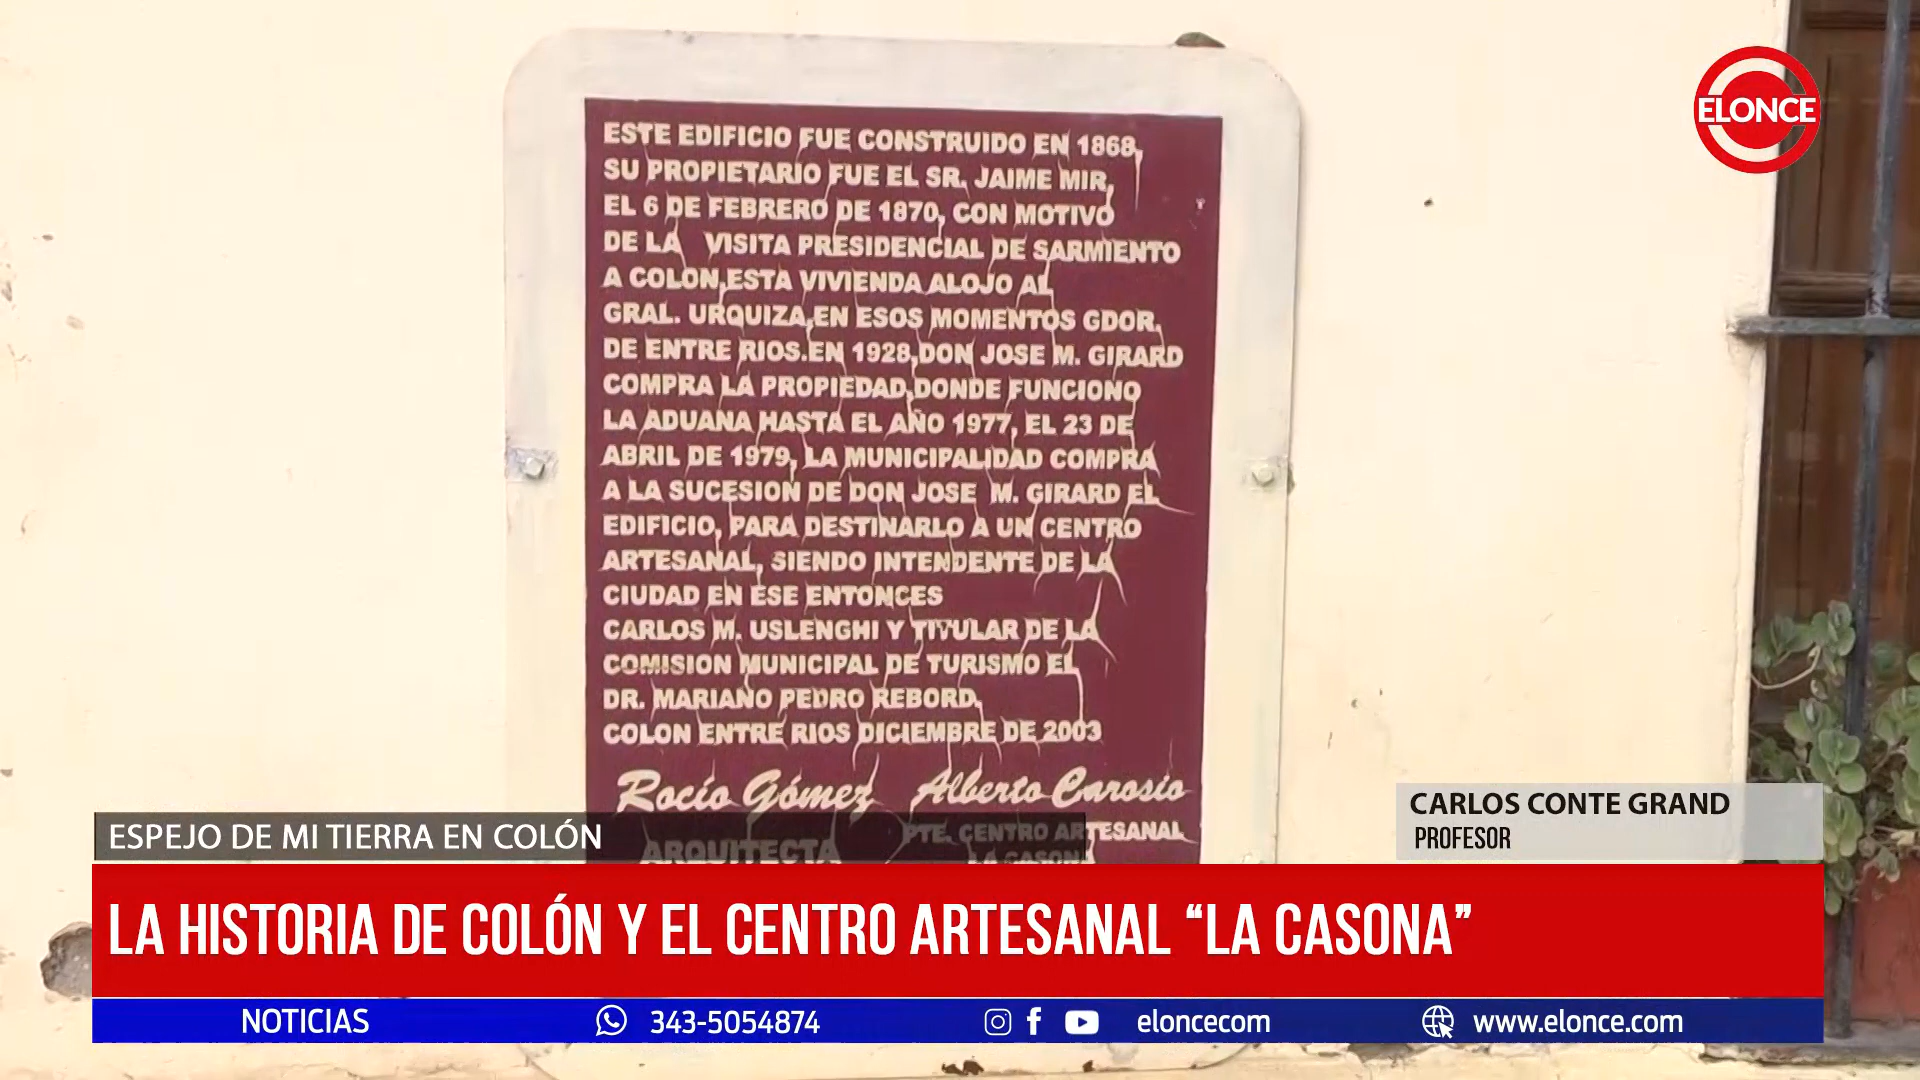 ELONCE
ESTE EDIFICIO FUE CONSTRUIDO EN 1868,
SU PROPIETARIO FUE EL SR. JAIME MIR,
EL 6 DE FEBRERO DE 1870, CON MOTIVO
DE LA VISITA PRESIDENCIAL DE SARMIENTO
A COLON,ESTA VIVIENDA ALOJO AL
GRAL. URQUIZA,EN ESOS MOMENTOS GDOR.
DE ENTRE RIOS.EN 1928,DON JOSE M. GIRARD
COMPRA LA PROPIEDAD,DONDE FUNCIONO
LA ADUANA HASTA EL AÑO 1977, EL 23 DE
ABRIL DE 1979, LA MUNICIPALIDAD COMPRA
A LA SUCESION DE DON JOSE M. GIRARD EL
EDIFICIO, PARA DESTINARLO A UN CENTRO
ARTESANAL, SIENDO INTENDENTE DE LA
CIUDAD EN ESE ENTONCES
CARLOS M. USLENGHI Y TITULAR DE LA
COMISION MUNICIPAL DE TURISMO EL
DR. MARIANO PEDRO REBORD.
COLON ENTRE RIOS DICIEMBRE DE 2003
Rocío Gómez Alberto Carosio
ARQUITECTA PTE. CENTRO ARTESANAL
LA CASONA
CARLOS CONTE GRAND
PROFESOR
ESPEJO DE MI TIERRA EN COLÓN
LA HISTORIA DE COLÓN Y EL CENTRO ARTESANAL “LA CASONA”
NOTICIAS 343-5054874 eloncecom www.elonce.com